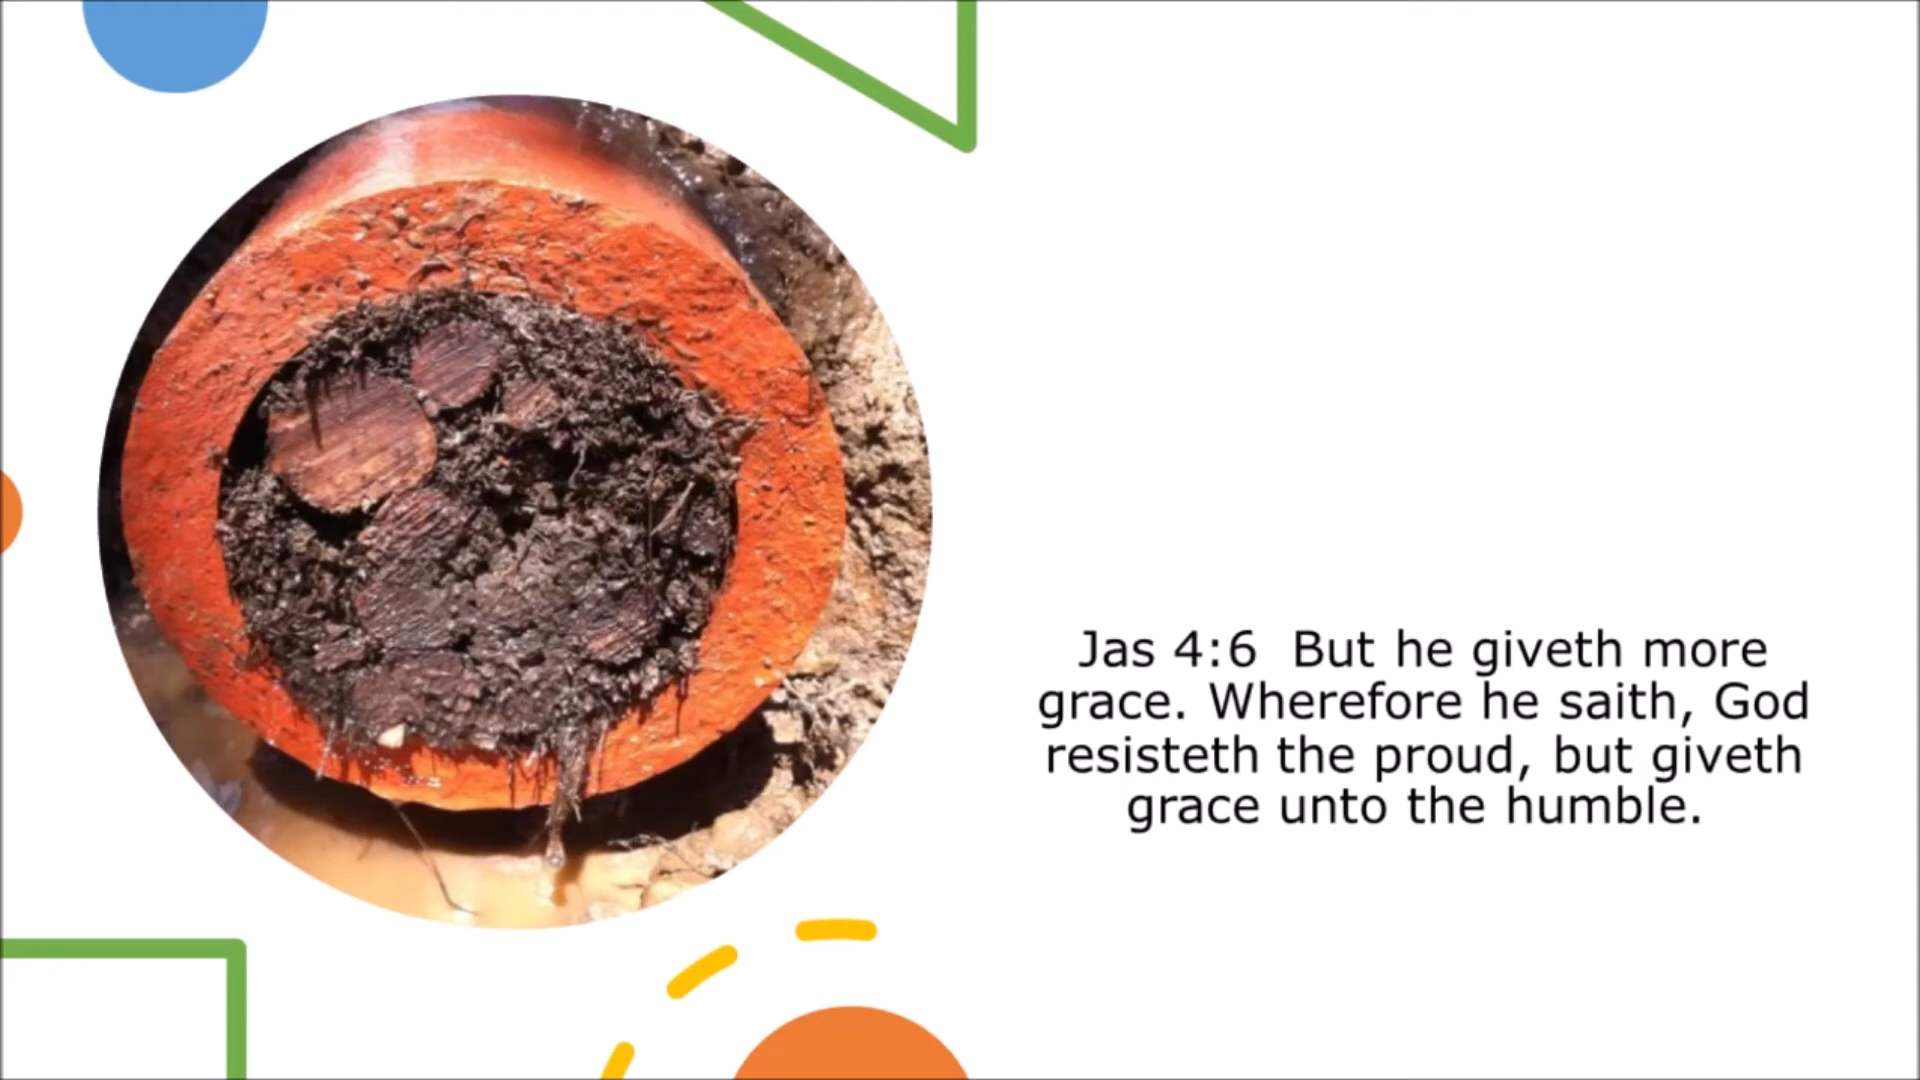 Jas 4:6  But he giveth more
grace. Wherefore he saith, God
resisteth the proud, but giveth
grace unto the humble.